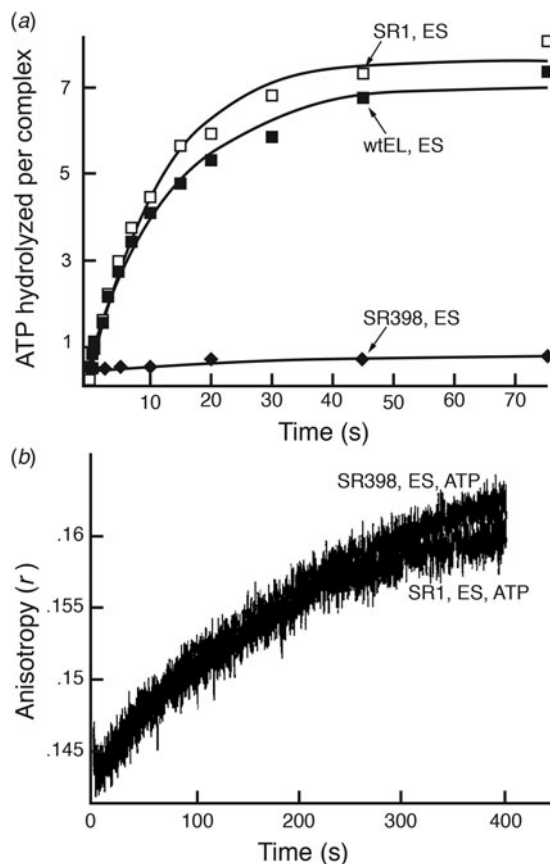 (a)
SR1, ES
7
wtEL, ES
5
3
SR398, ES
1
ATP hydrolyzed per complex
10 20 30 40 50 60 70
Time (s)
(b)
SR398, ES, ATP
.16
SR1, ES, ATP
.155
.15
.145
Anisotropy (r)
0 100 200 300 400
Time (s)